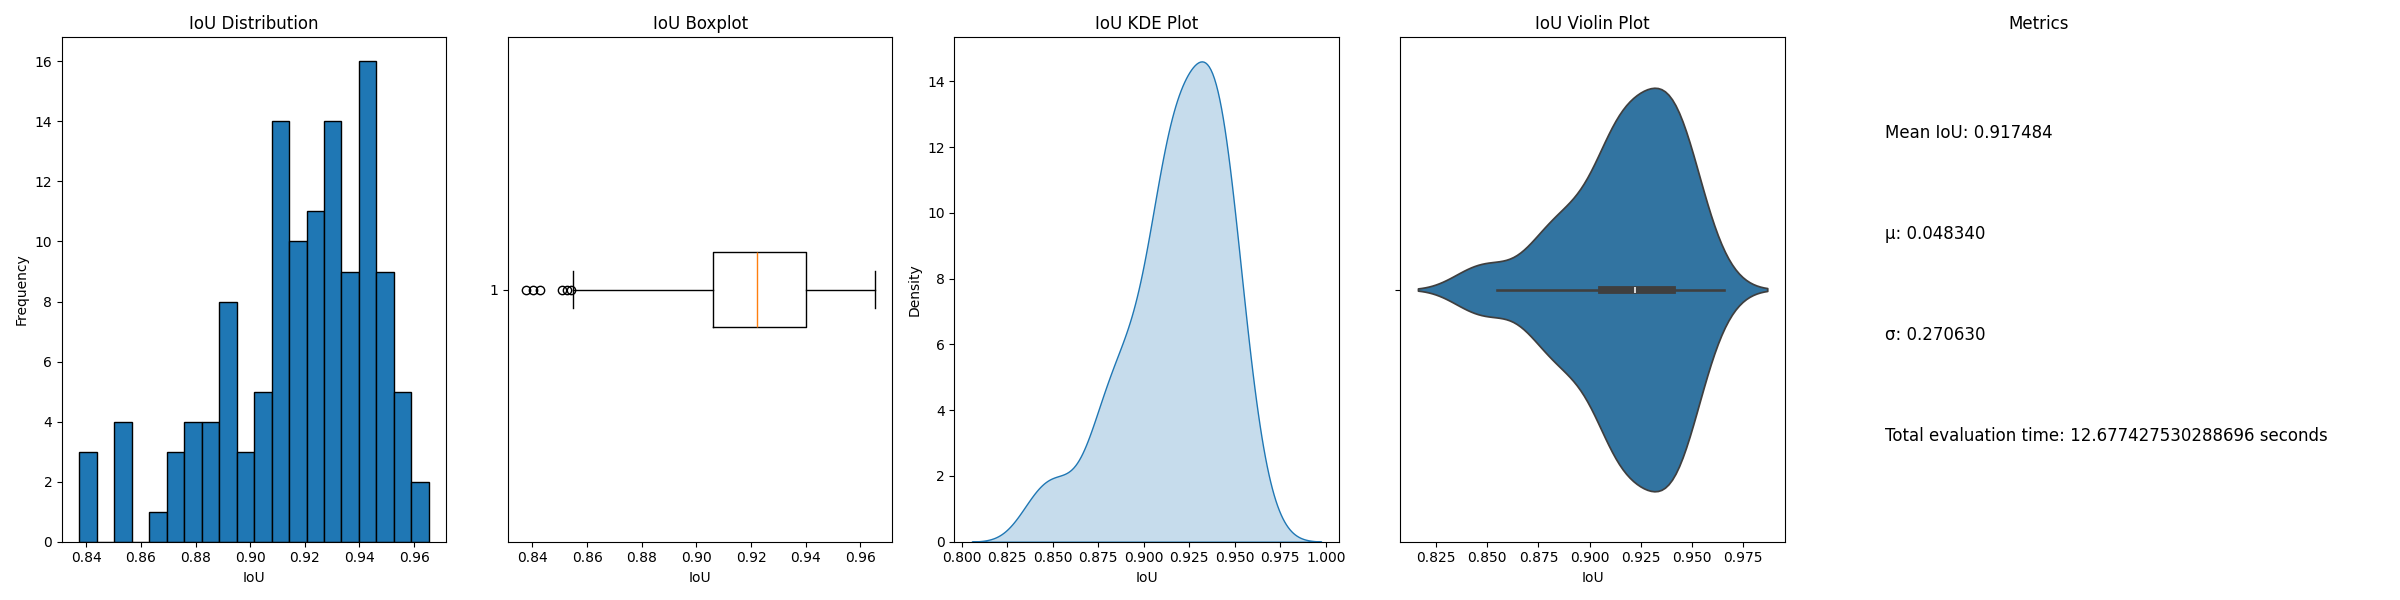 IoU Distribution
Frequency
16
14
12
10
8
6
4
2
0
0.84 0.86 0.88 0.90 0.92 0.94 0.96
IoU
IoU Boxplot
1
0.84 0.86 0.88 0.90 0.92 0.94 0.96
IoU
IoU KDE Plot
Density
14
12
10
8
6
4
2
0
0.800 0.825 0.850 0.875 0.900 0.925 0.950 0.975 1.000
IoU
IoU Violin Plot
0.825 0.850 0.875 0.900 0.925 0.950 0.975
IoU
Metrics
Mean IoU: 0.917484
μ: 0.048340
σ: 0.270630
Total evaluation time: 12.677427530288696 seconds